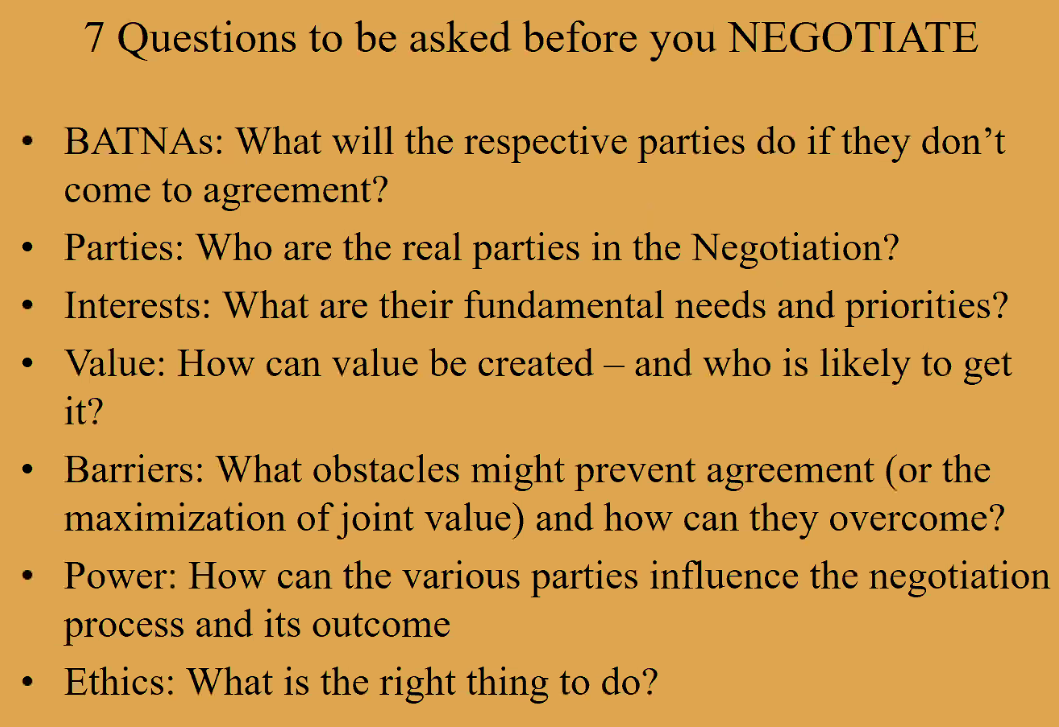 7 Questions to be asked before you NEGOTIATE
• BATNAs: What will the respective parties do if they don’t
come to agreement?
• Parties: Who are the real parties in the Negotiation?
• Interests: What are their fundamental needs and priorities?
• Value: How can value be created – and who is likely to get
it?
• Barriers: What obstacles might prevent agreement (or the
maximization of joint value) and how can they overcome?
• Power: How can the various parties influence the negotiation
process and its outcome
• Ethics: What is the right thing to do?